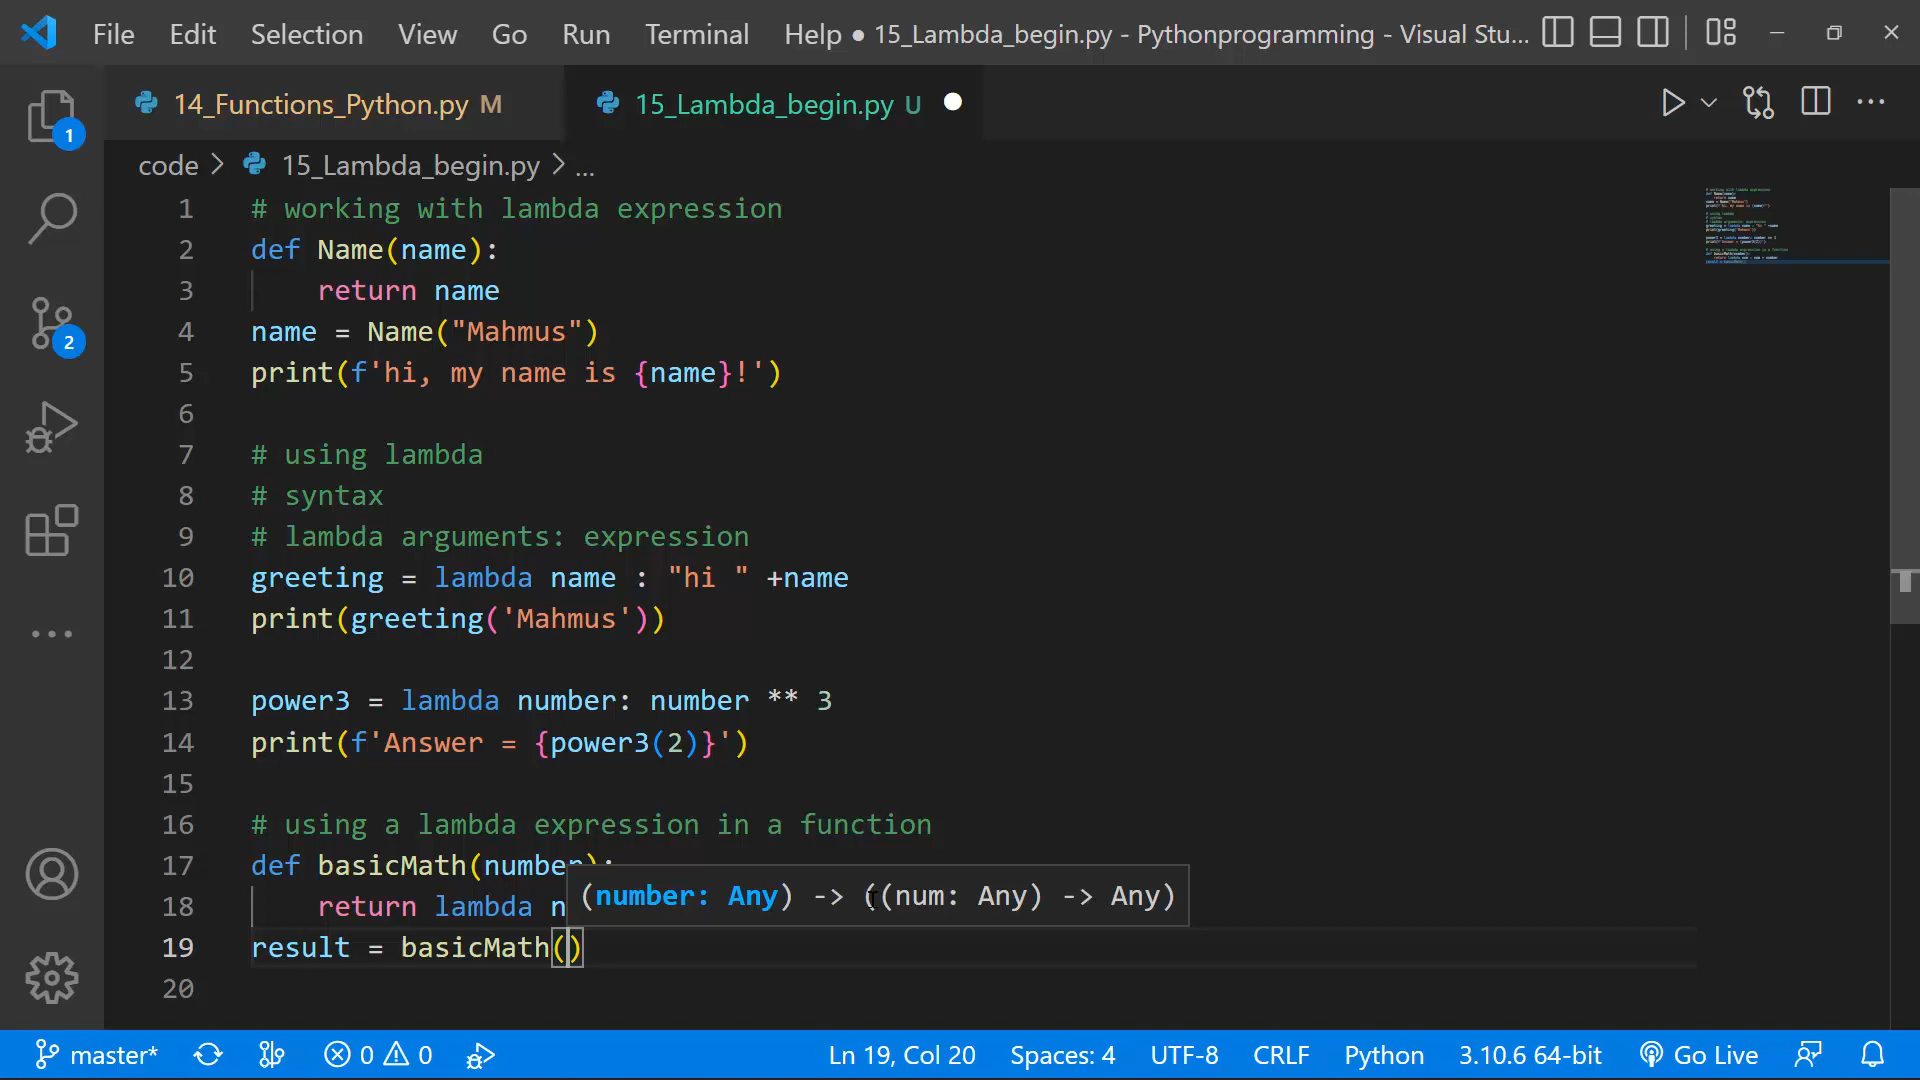 File Edit Selection View Go Run Terminal Help ● 15_Lambda_begin.py - Pythonprogramming - Visual Stu...
14_Functions_Python.py M
15_Lambda_begin.py U
code > 15_Lambda_begin.py > ...
1 # working with lambda expression
2 def Name(name):
3 return name
4 name = Name("Mahmus")
5 print(f'hi, my name is {name}!')
6
7 # using lambda
8 # syntax
9 # lambda arguments: expression
10 greeting = lambda name : "hi " +name
11 print(greeting('Mahmus'))
12
13 power3 = lambda number: number ** 3
14 print(f'Answer = {power3(2)}')
15
16 # using a lambda expression in a function
17 def basicMath(number):
(number: Any) -> ((num: Any) -> Any)
18 return lambda n
19 result = basicMath()
20
1
2
master* 0 0 Ln 19, Col 20 Spaces: 4 UTF-8 CRLF Python 3.10.6 64-bit Go Live